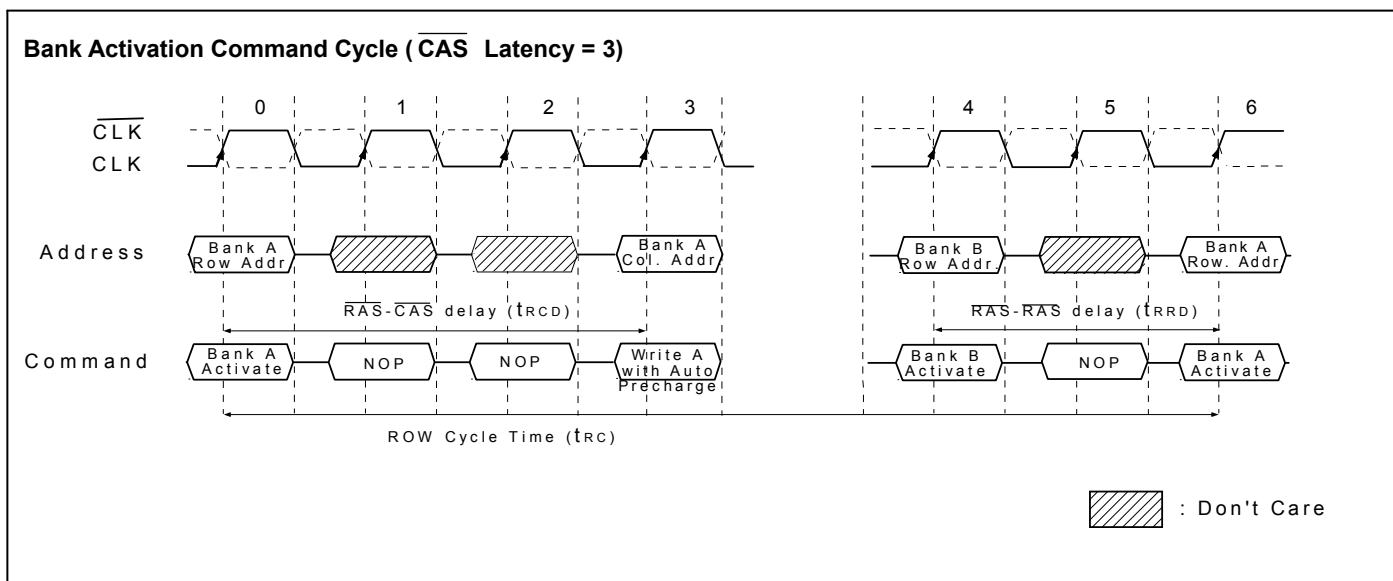 Bank Activation Command Cycle ( CAS Latency = 3)
0 1 2 3 4 5 6
CLK
CLK
Address
Bank A
Row Addr
Bank A
Col. Addr
Bank B
Row Addr.
Bank A
Row. Addr
RAS-CAS delay (tRCD)
RAS-RAS delay (tRRD)
Command
Bank A
Activate
NOP
NOP
Write A
with Auto
Precharge
Bank B
Activate
NOP
Bank A
Activate
ROW Cycle Time (tRC)
: Don't Care